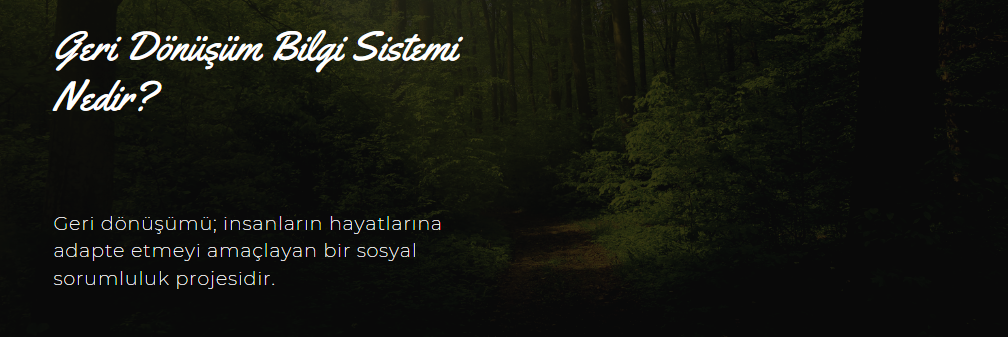 Geri Dönüşüm Bilgi Sistemi
Nedir?
Geri dönüşümü; insanların hayatlarına
adapte etmeyi amaçlayan bir sosyal
sorumluluk projesidir.